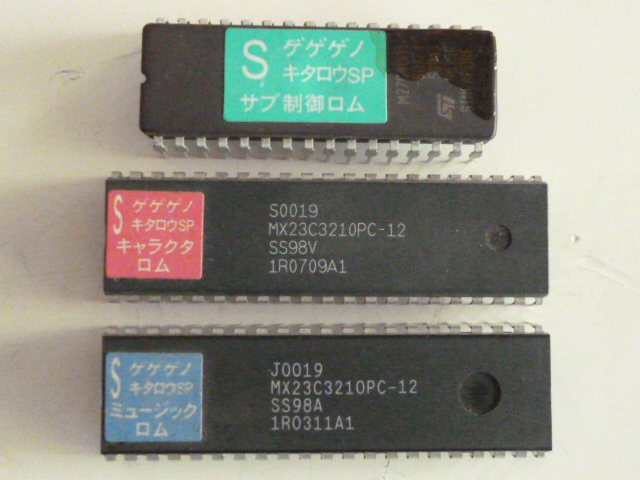 S ゲゲゲノ
キタロウSP
サブ制御ロム
ST
S ゲゲゲノ
キタロウSP
キャラクタ
ロム
S0019
MX23C3210PC-12
SS98V
1R0709A1
S ゲゲゲノ
キタロウSP
ミュージック
ロム
J0019
MX23C3210PC-12
SS98A
1R0311A1